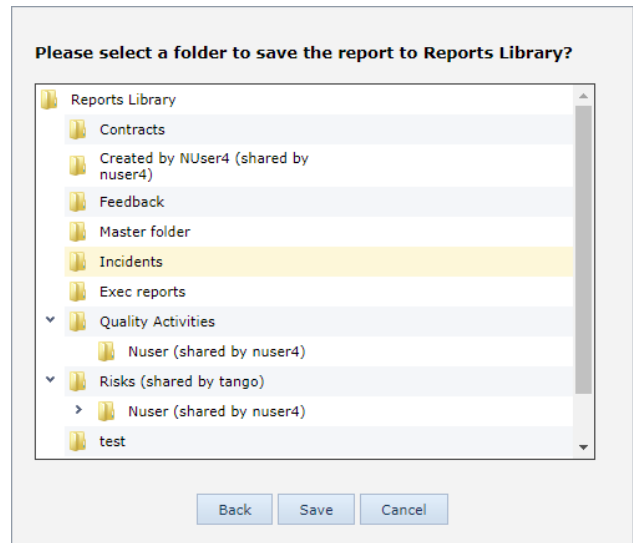 Please select a folder to save the report to Reports Library?
Reports Library
Contracts
Created by NUser4 (shared by
nuser4)
Feedback
Master folder
Incidents
Exec reports
Quality Activities
Nuser (shared by nuser4)
Risks (shared by tango)
Nuser (shared by nuser4)
test
Back Save Cancel